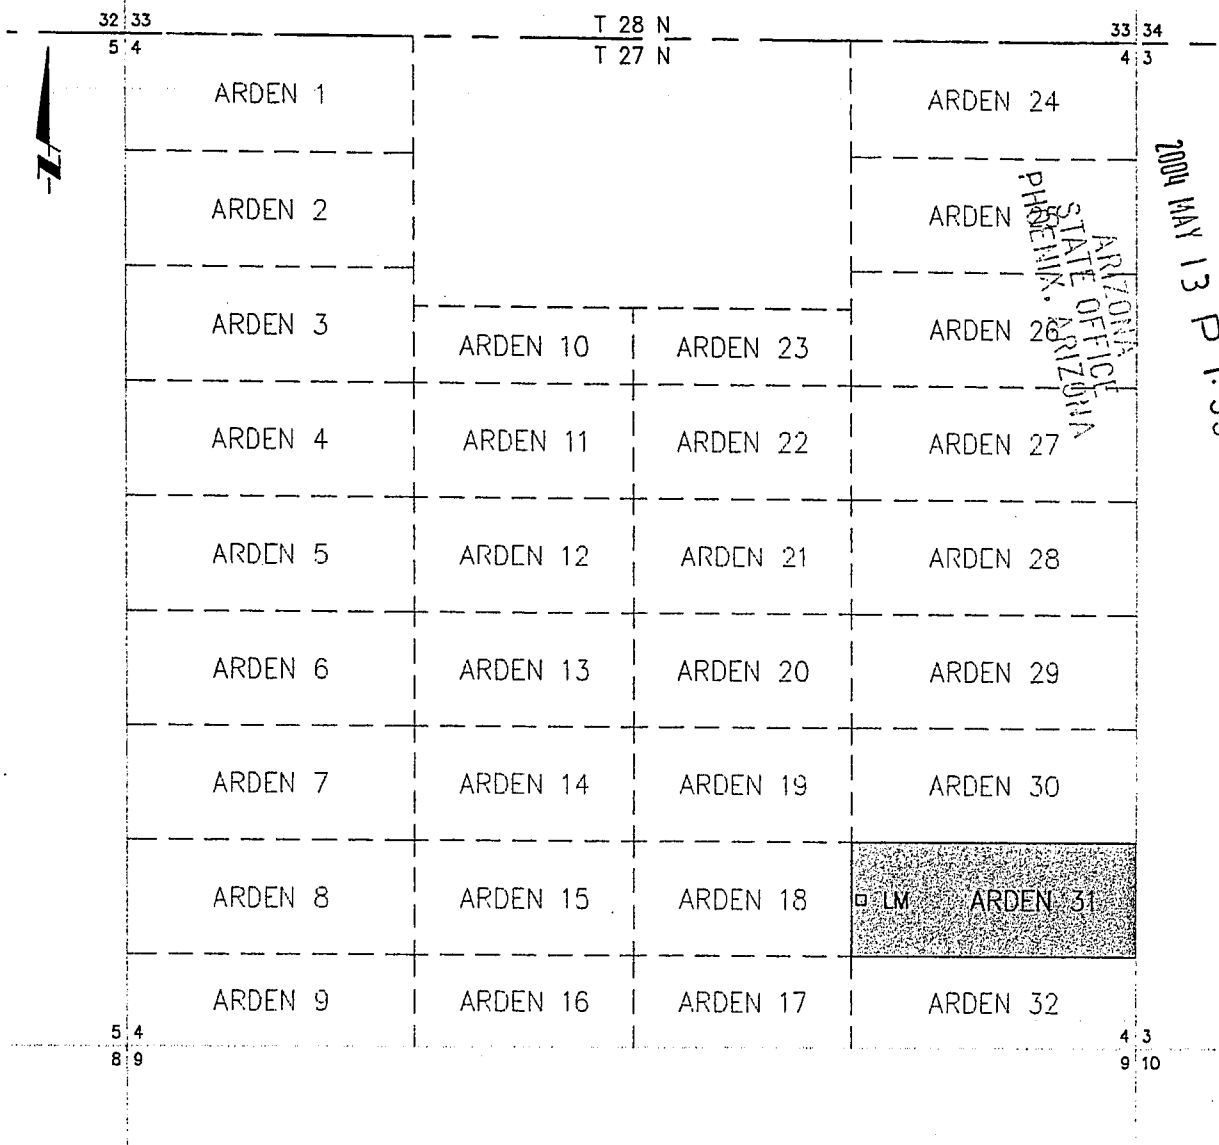 32 33
T 28 N
33 34
5 4
T 27 N
4 3
N
ARDEN 1
ARDEN 24
ARDEN 2
ARDEN 25
ARDEN 3
ARDEN 10
ARDEN 23
ARDEN 26
ARDEN 4
ARDEN 11
ARDEN 22
ARDEN 27
ARDEN 5
ARDEN 12
ARDEN 21
ARDEN 28
ARDEN 6
ARDEN 13
ARDEN 20
ARDEN 29
ARDEN 7
ARDEN 14
ARDEN 19
ARDEN 30
ARDEN 8
ARDEN 15
ARDEN 18
LM ARDEN 31
ARDEN 9
ARDEN 16
ARDEN 17
ARDEN 32
5 4
4 3
8 9
9 10
2004 MAY 13 P
ARIZONA
STATE OFFICE
PHOENIX, ARIZONA